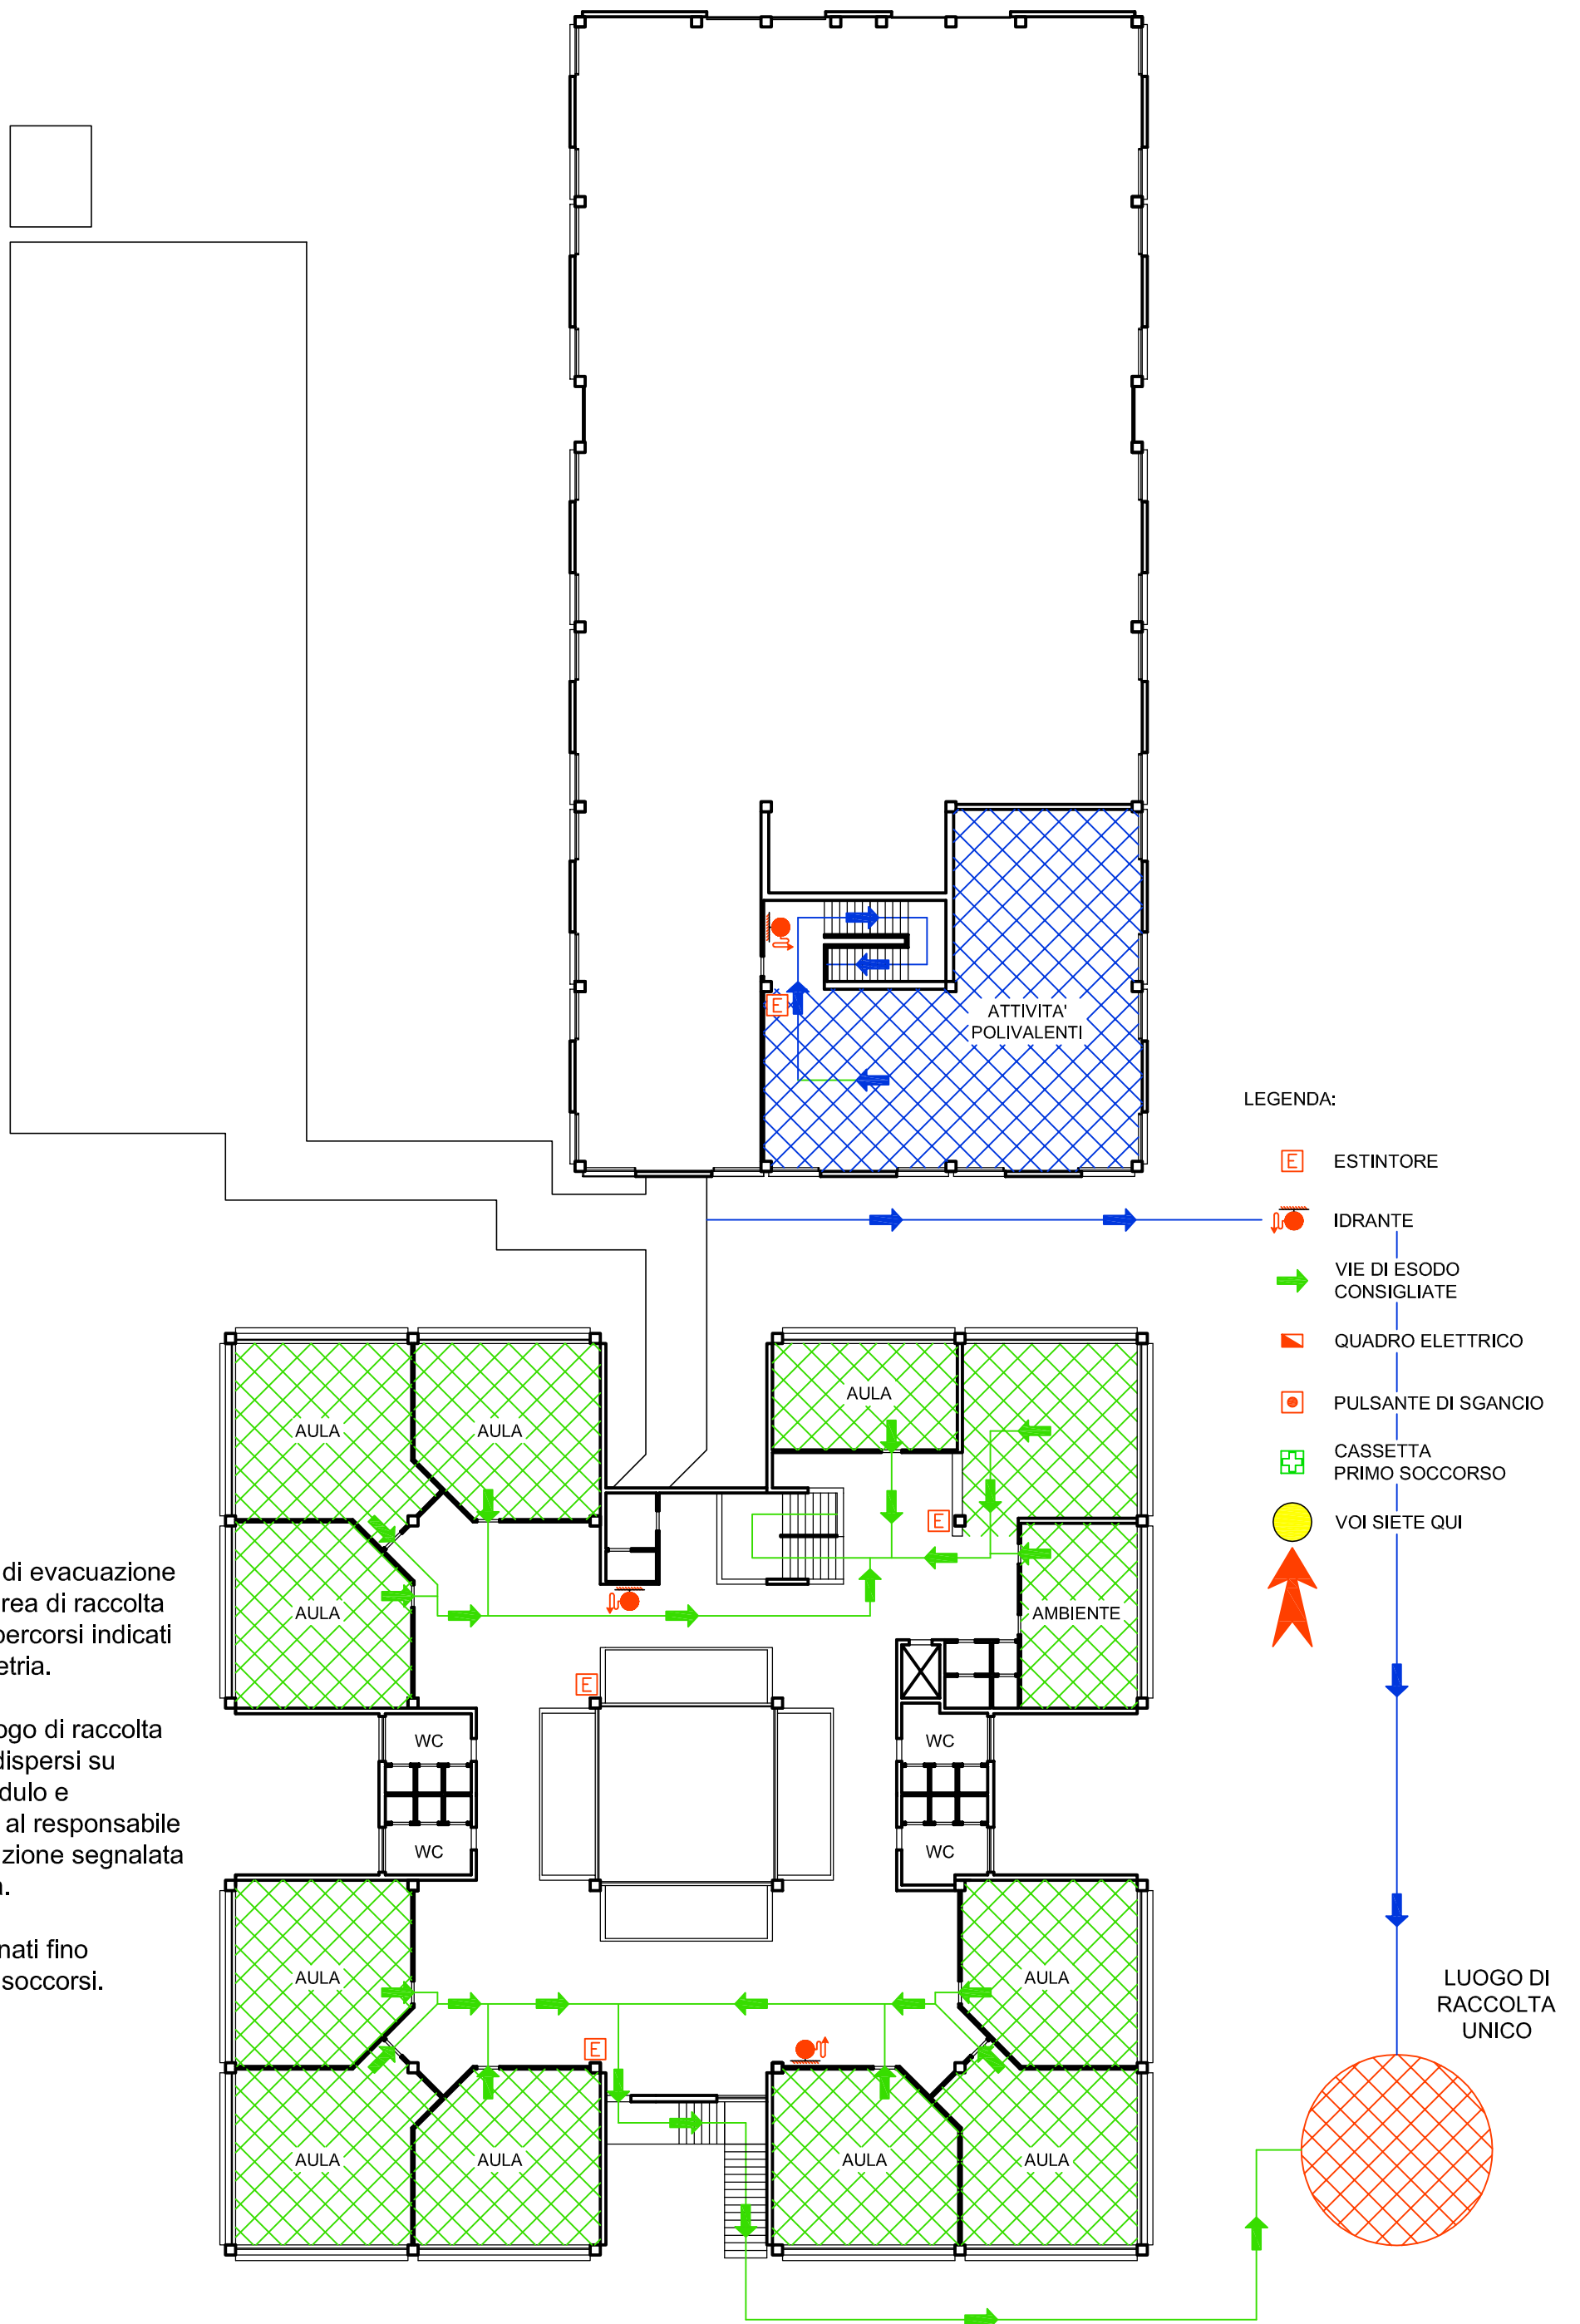 ATTIVITA'
POLIVALENTI
LEGENDA:
E ESTINTORE
IDRANTE
VIE DI ESODO
CONSIGLIATE
QUADRO ELETTRICO
PULSANTE DI SGANCIO
CASSETTA
PRIMO SOCCORSO
VOI SIETE QUI
E
AULA
AULA
AULA
E
AULA
AMBIENTE
E
WC
WC
WC
WC
AULA
AULA
E
AULA
AULA
AULA
AULA
LUOGO DI
RACCOLTA
UNICO
di evacuazione
rea di raccolta
percorsi indicati
etria.
ogo di raccolta
dispersi su
dulo e
al responsabile
zione segnalata
a.
nati fino
soccorsi.